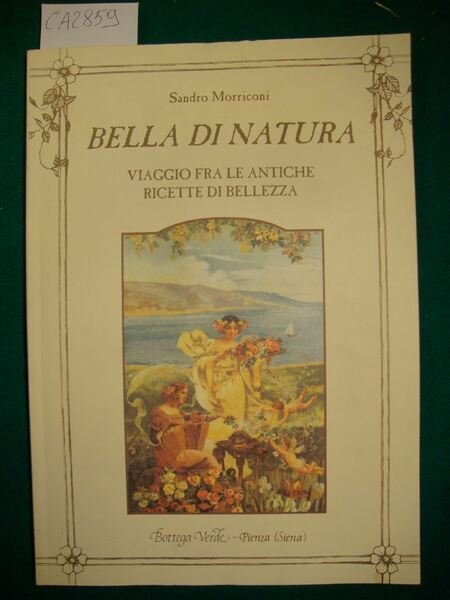 CA2859
Sandro Morriconi
BELLA DI NATURA
VIAGGIO FRA LE ANTICHE
RICETTE DI BELLEZZA
Bottega Verde - Pienza (Siena)